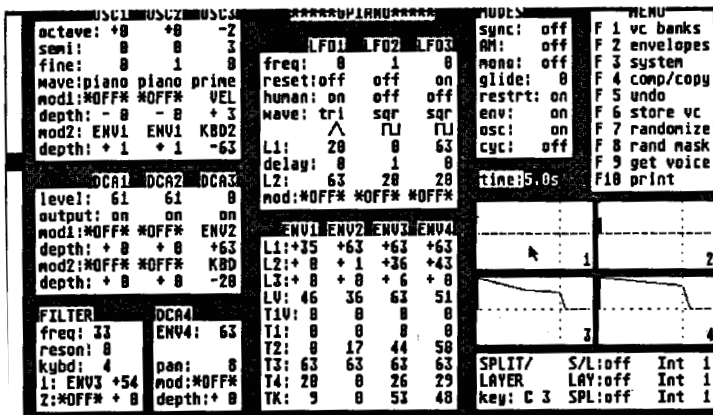 OSC1 OSC2 OSC3
octave: +0 +0 -2
semi: 0 0 3
fine: 0 1 0
wave:piano piano prime
mod1:*OFF* *OFF* VEL
depth: - 0 - 0 + 3
mod2: ENV1 ENV1 KBD2
depth: + 1 + 1 -63
DCA1 DCA2 DCA3
level: 61 61 0
output: on on on
mod1:*OFF* *OFF* ENV2
depth: + 0 + 0 +63
mod2:*OFF* *OFF* KBD
depth: + 0 + 0 -20
FILTER
freq: 33
reson: 0
kybd: 4
1: ENV3 +54
2:*OFF* + 0
DCA4
ENV4: 63
pan: 8
mod:*OFF*
depth:+ 0
*****GPIANO*****
LFO1 LFO2 LFO3
freq: 0 1 0
reset:off off on
human: on off off
wave: tri sqr sqr
L1: 20 0 63
delay: 0 1 0
L2: 63 20 20
mod:*OFF* *OFF* *OFF*
ENV1 ENV2 ENV3 ENV4
L1:+35 +63 +63 +63
L2:+ 0 + 1 +36 +43
L3:+ 0 + 0 + 6 + 0
LV: 46 36 63 51
T1V: 0 0 0 0
T1: 0 0 0 0
T2: 0 17 44 50
T3: 63 63 63 63
T4: 20 0 26 29
TK: 9 0 53 48
MODES
sync: off
AM: off
mono: off
glide: 0
restrt: on
env: on
osc: on
cyc: off
time:5.0s
MENU
F 1 vc banks
F 2 envelopes
F 3 system
F 4 comp/copy
F 5 undo
F 6 store vc
F 7 randomize
F 8 rand mask
F 9 get voice
F10 print
1
2
3
4
SPLIT/ S/L:off Int 1
LAYER LAY:off Int 1
key: C 3 SPL:off Int 1